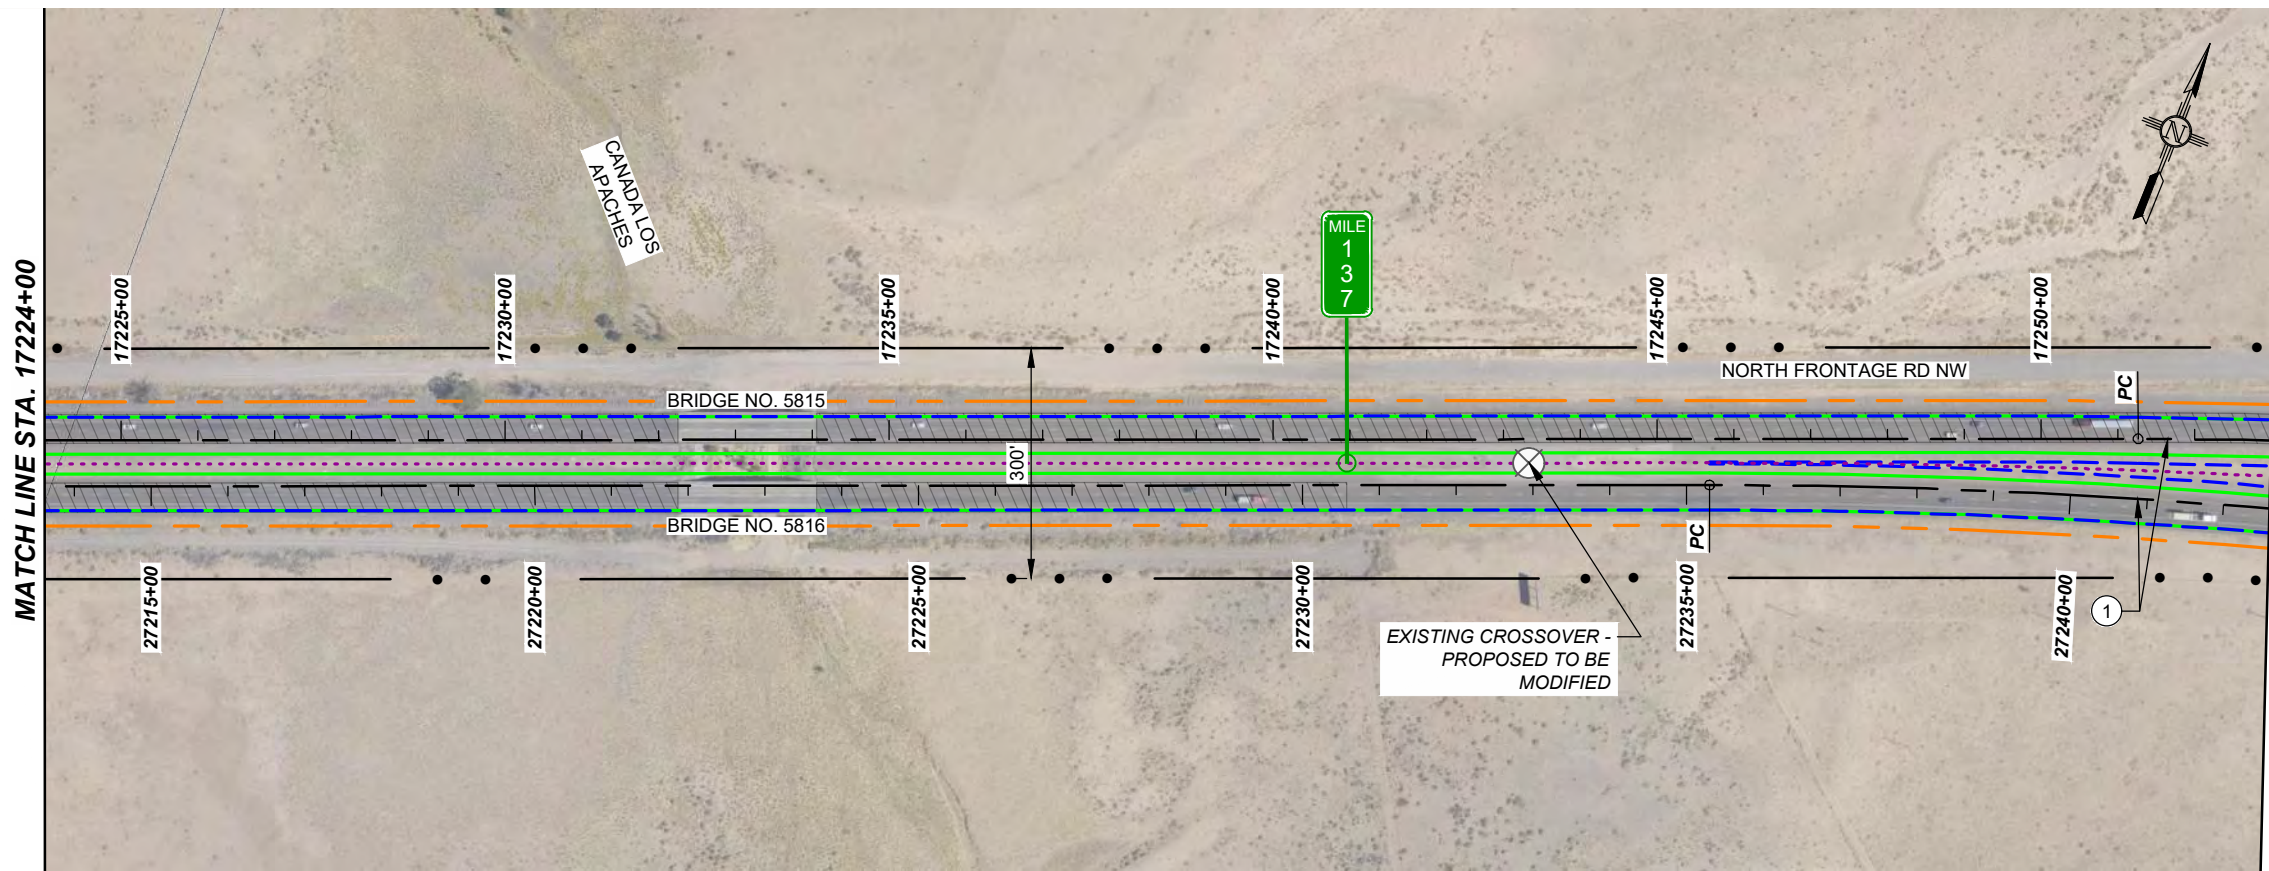 MATCH LINE STA. 17224+00
CANADA LOS
APACHES
MILE
1
3
7
N
17225+00
17230+00
17235+00
17240+00
17245+00
17250+00
NORTH FRONTAGE RD NW
PC
BRIDGE NO. 5815
300'
BRIDGE NO. 5816
PC
27215+00
27220+00
27225+00
27230+00
27235+00
27240+00
1
EXISTING CROSSOVER -
PROPOSED TO BE
MODIFIED